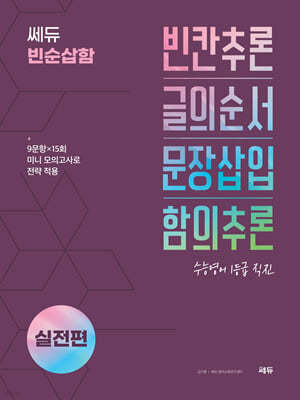 쎄듀
빈순삽함
빈칸추론
글의순서
문장삽입
함의추론
9문항×15회
미니 모의고사로
전략 적용
수능영어 1등급 직진
실전편
쎄듀